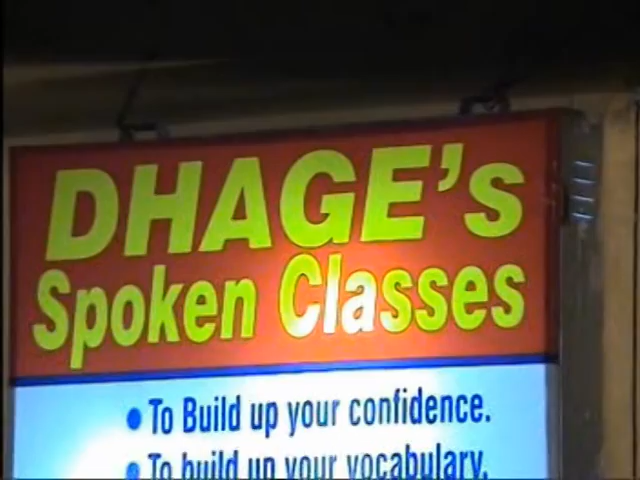 DHAGE's
Spoken Classes
• To Build up your confidence.
• To build up your vocabulary.